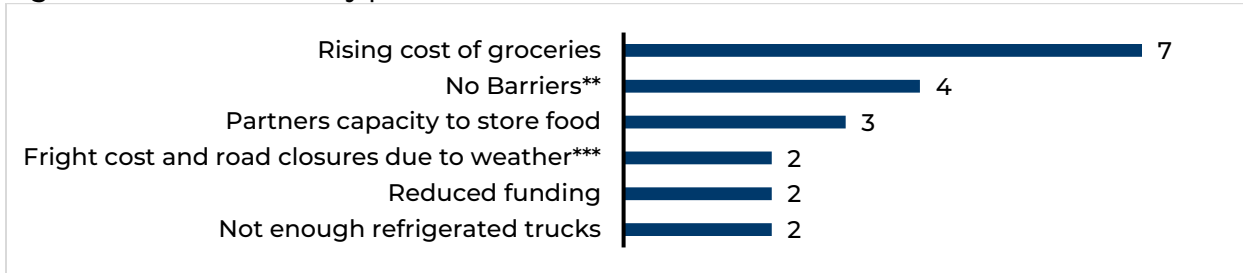 Rising cost of groceries 7
No Barriers** 4
Partners capacity to store food 3
Fright cost and road closures due to weather*** 2
Reduced funding 2
Not enough refrigerated trucks 2